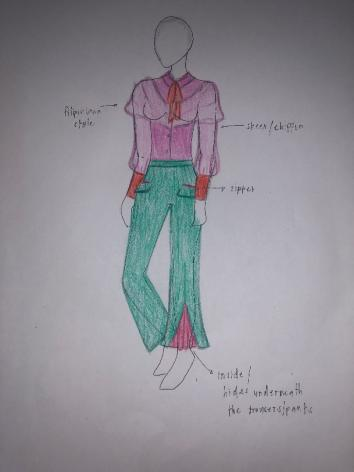 filipiniana
style
sheer/chiffon
zipper
inside/
hides underneath
the trousers/pants